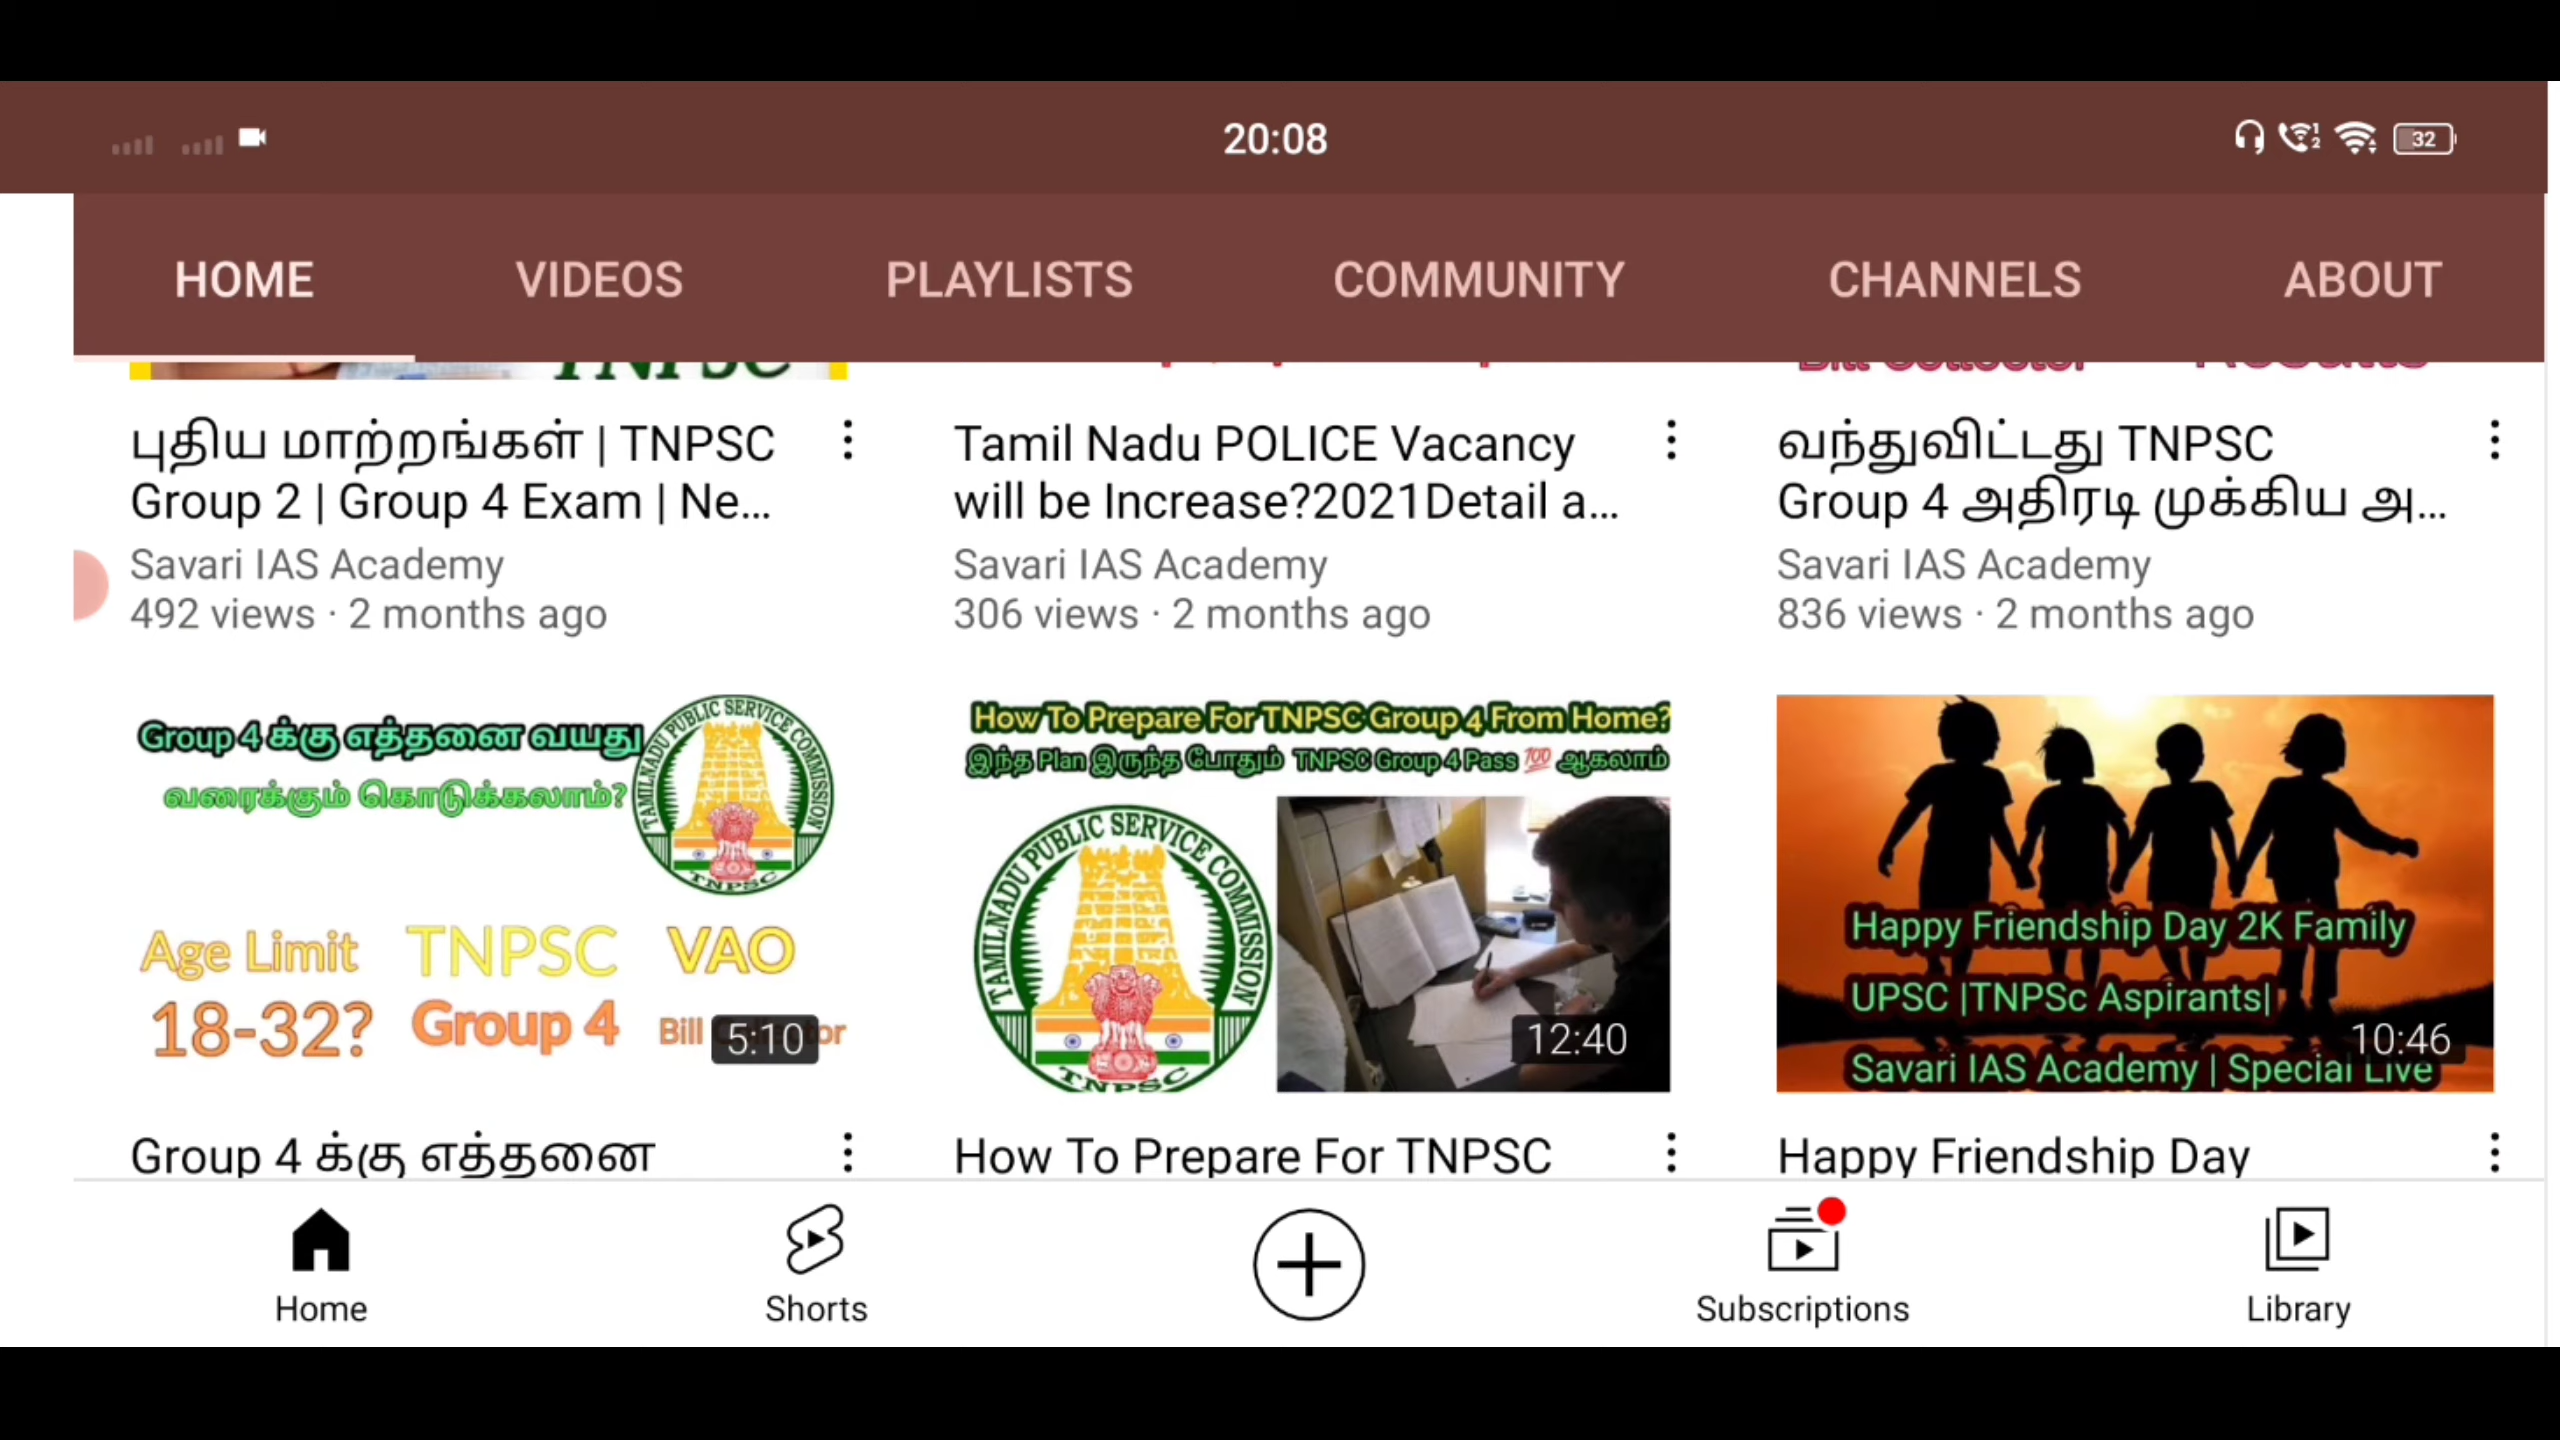 20:08
32
HOME VIDEOS PLAYLISTS COMMUNITY CHANNELS ABOUT
TNPSC
புதிய மாற்றங்கள் | TNPSC
Group 2 | Group 4 Exam | Ne...
Savari IAS Academy
492 views · 2 months ago
Tamil Nadu POLICE Vacancy
will be Increase?2021Detail a...
Savari IAS Academy
306 views · 2 months ago
வந்துவிட்டது TNPSC
Group 4 அதிரடி முக்கிய அ...
Savari IAS Academy
836 views · 2 months ago
Group 4 க்கு எத்தனை வயது
வரைக்கும் கொடுக்கலாம்?
TAMILNADU PUBLIC SERVICE COMMISSION
TNPSC
Age Limit TNPSC VAO
18-32? Group 4 Bill
5:10
How To Prepare For TNPSC Group 4 From Home?
இந்த Plan இருந்த போதும் TNPSC Group 4 Pass 💯 ஆகலாம்
TAMILNADU PUBLIC SERVICE COMMISSION
TNPSC
12:40
Happy Friendship Day 2K Family
UPSC |TNPSc Aspirants|
10:46
Savari IAS Academy | Special Live
Group 4 க்கு எத்தனை
How To Prepare For TNPSC
Happy Friendship Day
Home Shorts Subscriptions Library